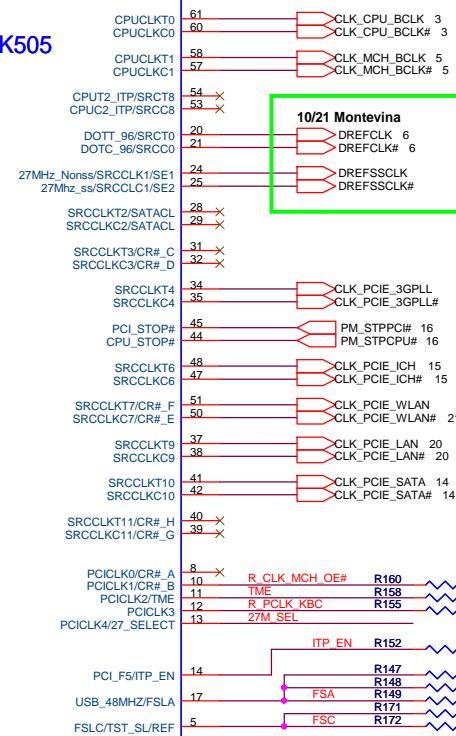 K505
CPUCLKT0 61 CLK_CPU_BCLK 3
CPUCLKC0 60 CLK_CPU_BCLK# 3
CPUCLKT1 58 CLK_MCH_BCLK 5
CPUCLKC1 57 CLK_MCH_BCLK# 5
CPUT2_ITP/SRCT8 54
CPUC2_ITP/SRCC8 53
10/21 Montevina
DOTT_96/SRCT0 20 DREFCLK 6
DOTC_96/SRCC0 21 DREFCLK# 6
27MHz_Nonss/SRCCLK1/SE1 24 DREFSSCLK
27Mhz_ss/SRCCLC1/SE2 25 DREFSSCLK#
SRCCLKT2/SATACL 28
SRCCLKC2/SATACL 29
SRCCLKT3/CR#_C 31
SRCCLKC3/CR#_D 32
SRCCLKT4 34 CLK_PCIE_3GPLL
SRCCLKC4 35 CLK_PCIE_3GPLL#
PCI_STOP# 45 PM_STPPCI# 16
CPU_STOP# 44 PM_STPCPU# 16
SRCCLKT6 48 CLK_PCIE_ICH 15
SRCCLKC6 47 CLK_PCIE_ICH# 15
SRCCLKT7/CR#_F 51 CLK_PCIE_WLAN
SRCCLKC7/CR#_E 50 CLK_PCIE_WLAN#
SRCCLKT9 37 CLK_PCIE_LAN 20
SRCCLKC9 38 CLK_PCIE_LAN# 20
SRCCLKT10 41 CLK_PCIE_SATA 14
SRCCLKC10 42 CLK_PCIE_SATA# 14
SRCCLKT11/CR#_H 40
SRCCLKC11/CR#_G 39
PCICLK0/CR#_A 8
PCICLK1/CR#_B 10 R_CLK_MCH_OE# R160
PCICLK2/TME 11 TME R158
PCICLK3 12 R_PCLK_KBC R155
PCICLK4/27_SELECT 13 27M_SEL
ITP_EN R152
PCI_F5/ITP_EN 14
R147
R148
USB_48MHZ/FSLA 17 FSA R149
R171
FSLC/TST_SL/REF 5 FSC R172